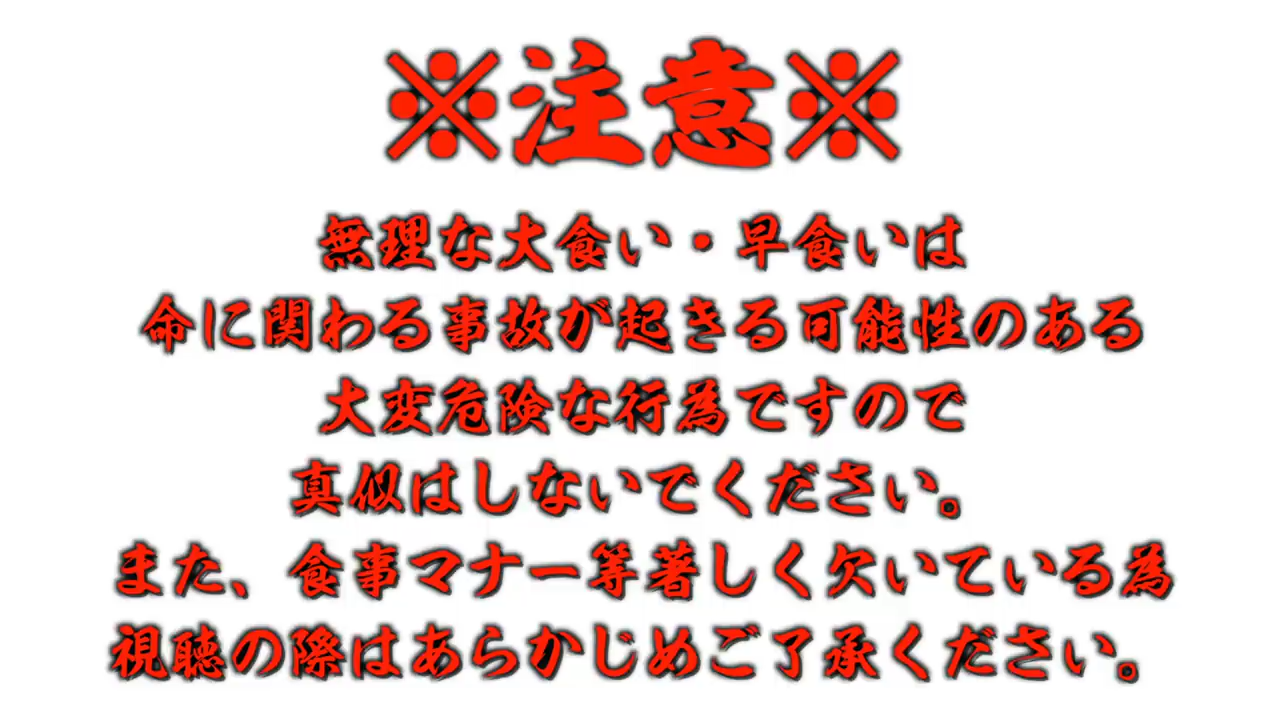 ※注意※
無理な大食い・早食いは
命に関わる事故が起きる可能性のある
大変危険な行為ですので
真似はしないでください。
また、食事マナー等著しく欠いている為
視聴の際はあらかじめご了承ください。